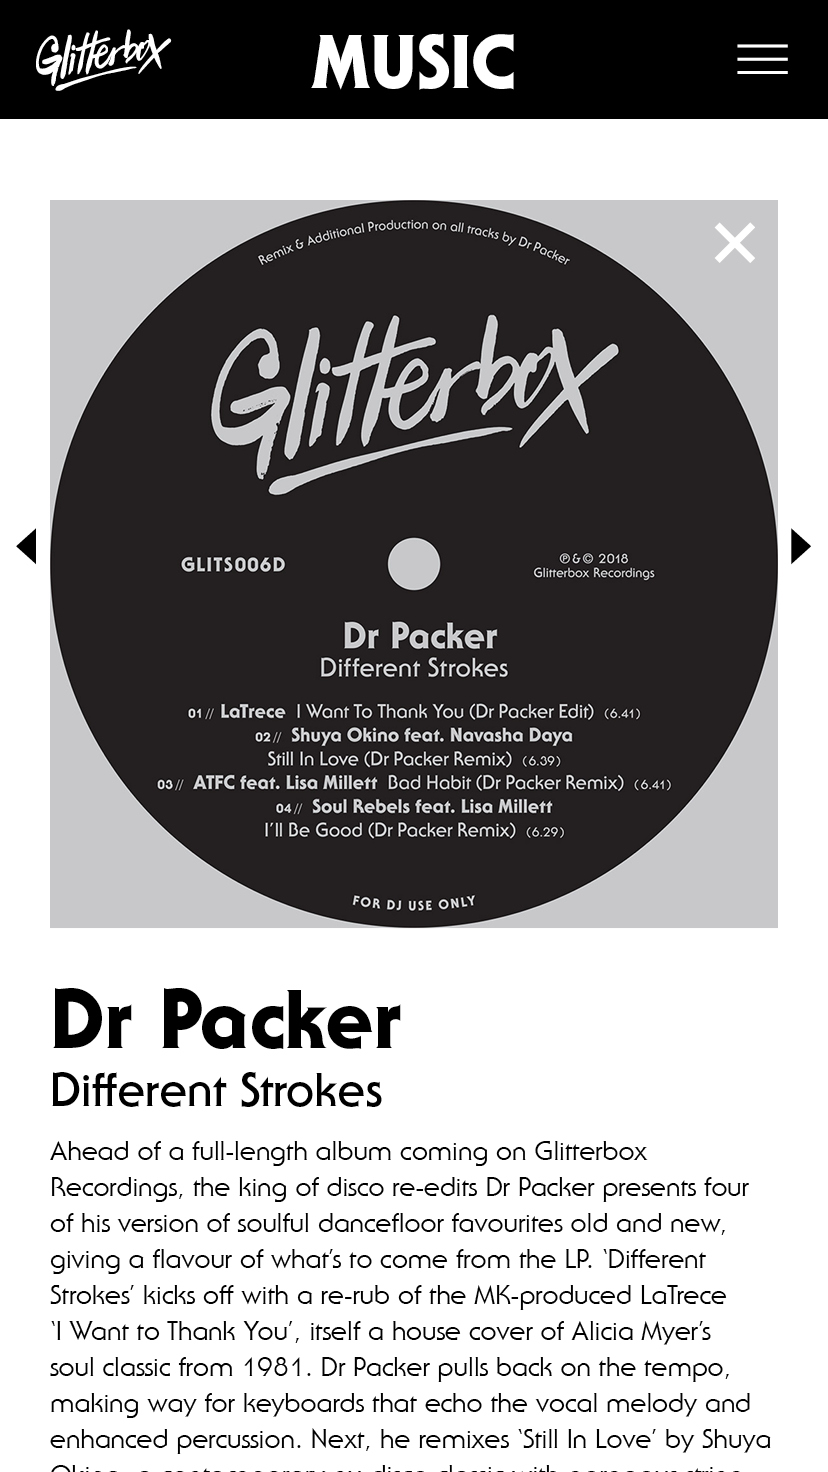 Glitterbox
MUSIC
Remix & Additional Production on all tracks by Dr Packer
Glitterbox
GLITS006D
℗&© 2018
Glitterbox Recordings
Dr Packer
Different Strokes
01// LaTrece I Want To Thank You (Dr Packer Edit) (6.41)
02// Shuya Okino feat. Navasha Daya
Still In Love (Dr Packer Remix) (6.39)
03// ATFC feat. Lisa Millett Bad Habit (Dr Packer Remix) (6.41)
04// Soul Rebels feat. Lisa Millett
I'll Be Good (Dr Packer Remix) (6.29)
FOR DJ USE ONLY
Dr Packer
Different Strokes
Ahead of a full-length album coming on Glitterbox
Recordings, the king of disco re-edits Dr Packer presents four
of his version of soulful dancefloor favourites old and new,
giving a flavour of what's to come from the LP. ‘Different
Strokes’ kicks off with a re-rub of the MK-produced LaTrece
‘I Want to Thank You’, itself a house cover of Alicia Myer's
soul classic from 1981. Dr Packer pulls back on the tempo,
making way for keyboards that echo the vocal melody and
enhanced percussion. Next, he remixes ‘Still In Love’ by Shuya